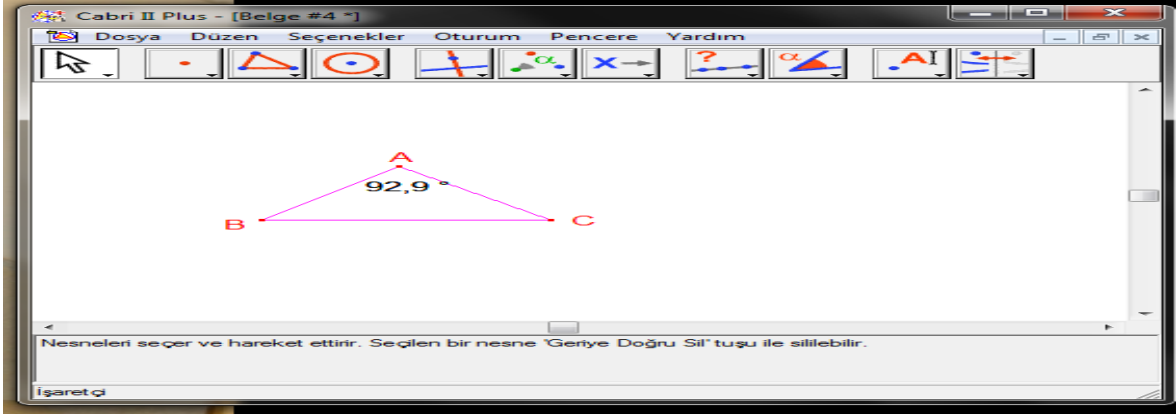 Cabri II Plus - [Belge #4 *]
Dosya Düzen Seçenekler Oturum Pencere Yardım
? α α A
A
92,9 °
B C
Nesneleri seçer ve hareket ettirir. Seçilen bir nesne 'Geriye Doğru Sil' tuşu ile sililebilir.
İşaretçi